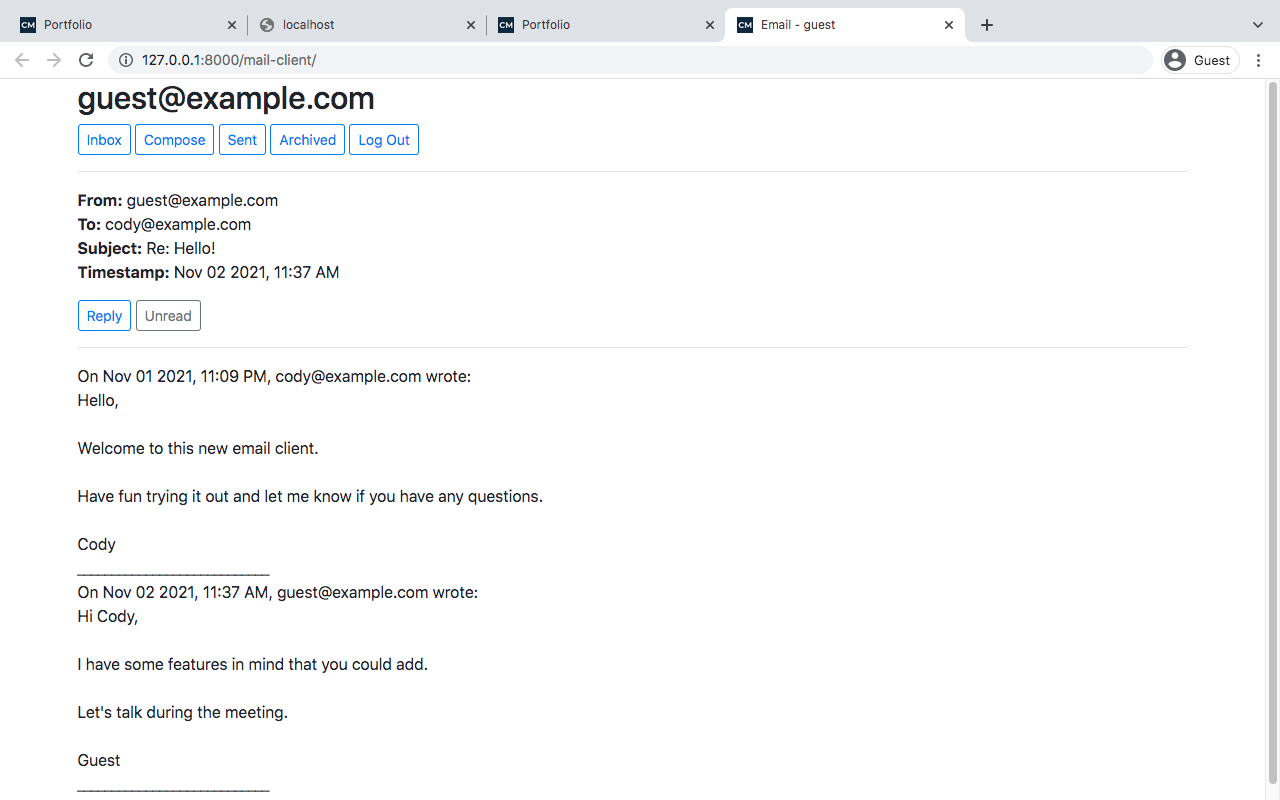 CM Portfolio
localhost
CM Portfolio
CM Email - guest
127.0.0.1:8000/mail-client/
Guest
guest@example.com
Inbox Compose Sent Archived Log Out
From: guest@example.com
To: cody@example.com
Subject: Re: Hello!
Timestamp: Nov 02 2021, 11:37 AM
Reply Unread
On Nov 01 2021, 11:09 PM, cody@example.com wrote:
Hello,
Welcome to this new email client.
Have fun trying it out and let me know if you have any questions.
Cody
On Nov 02 2021, 11:37 AM, guest@example.com wrote:
Hi Cody,
I have some features in mind that you could add.
Let's talk during the meeting.
Guest